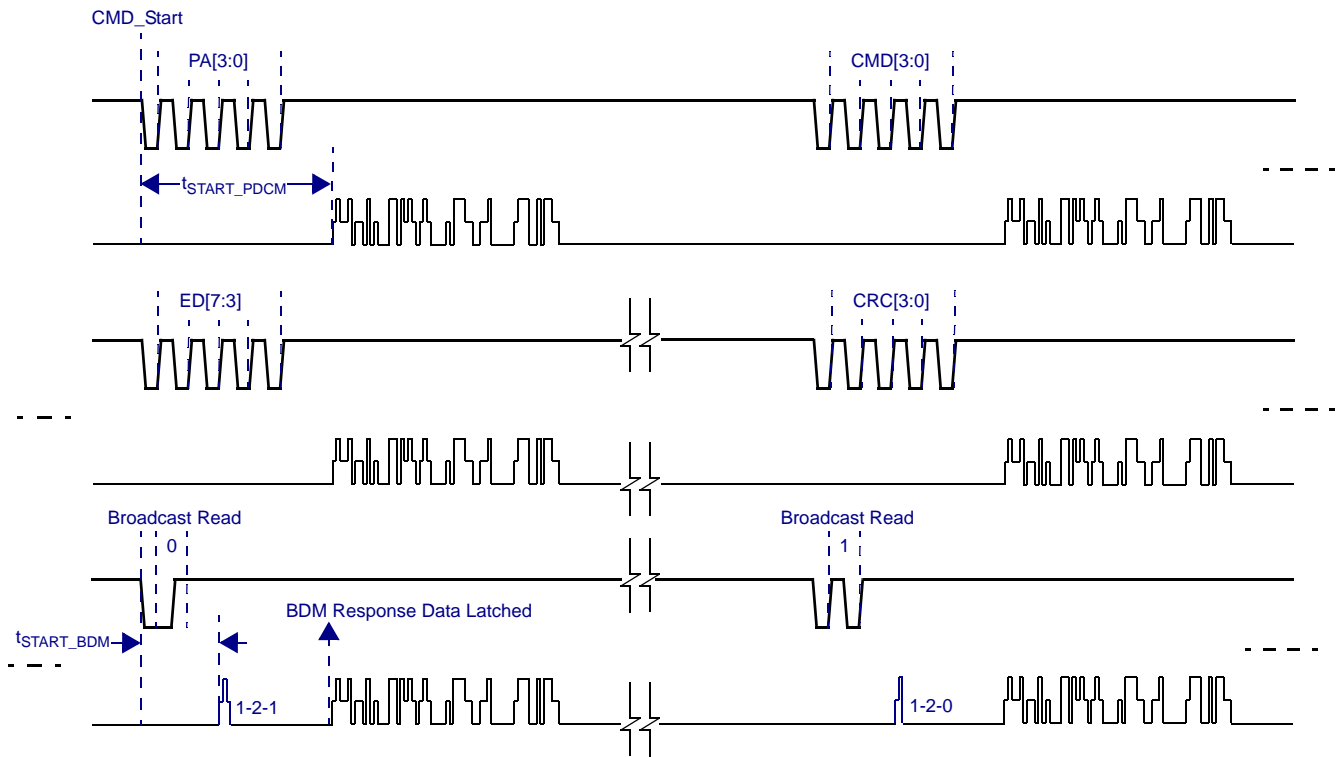 CMD_Start
PA[3:0]
CMD[3:0]
tSTART_PDCM
ED[7:3]
CRC[3:0]
Broadcast Read
0
Broadcast Read
1
BDM Response Data Latched
tSTART_BDM
1-2-1
1-2-0